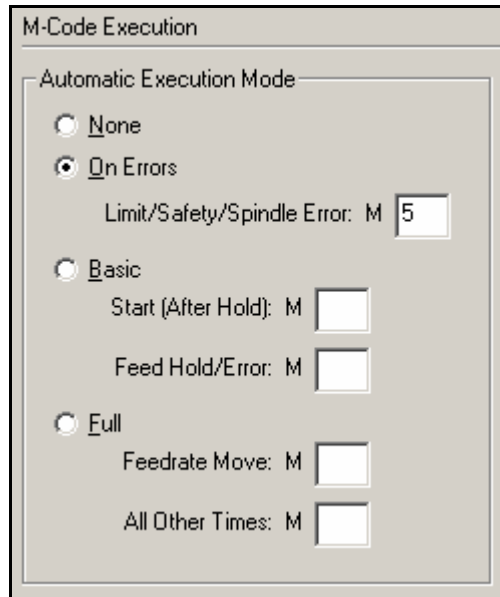 M-Code Execution
Automatic Execution Mode
None
On Errors
Limit/Safety/Spindle Error: M 5
Basic
Start (After Hold): M
Feed Hold/Error: M
Full
Feedrate Move: M
All Other Times: M